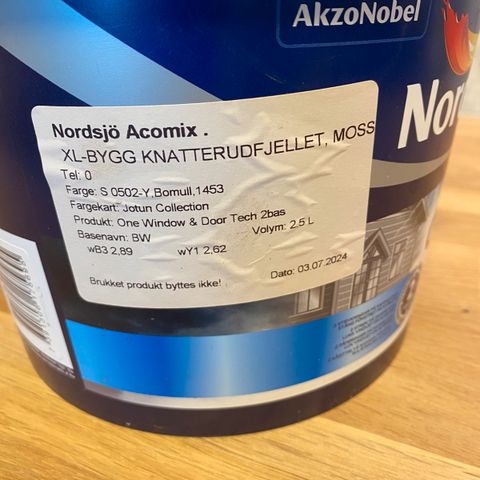 AkzoNobel
Nor
Nordsjö Acomix .
XL-BYGG KNATTERUDFJELLET, MOSS
Tel: 0
Farge: S 0502-Y,Bomull,1453
Fargekart: Jotun Collection
Produkt: One Window & Door Tech 2bas
Basenavn: BW
Volym: 2.5 L
wB3 2,89 wY1 2,62
Dato: 03.07.2024
Brukket produkt byttes ikke!